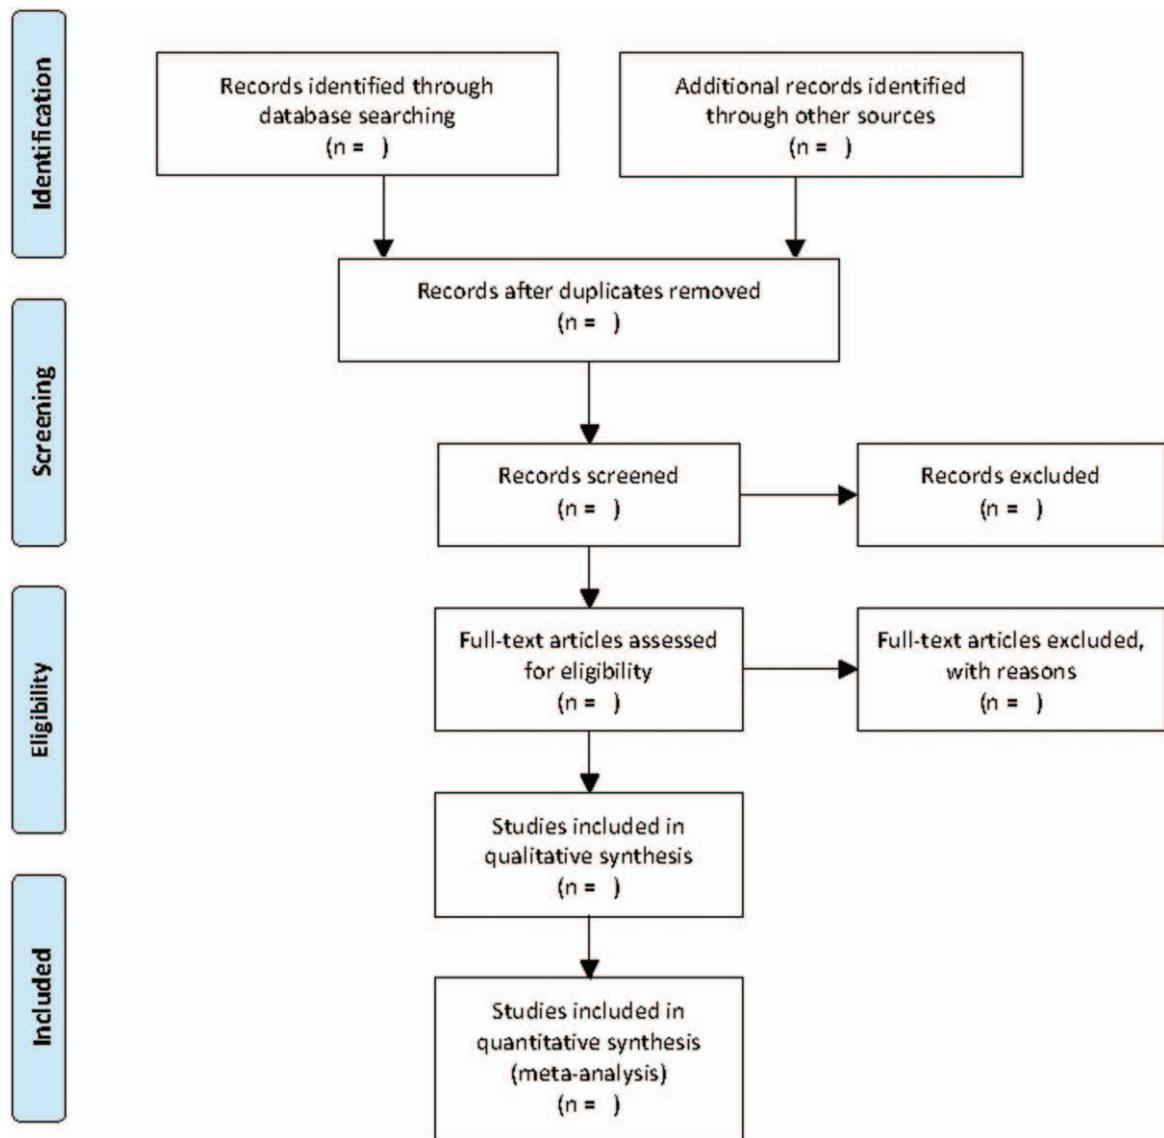 Identification
Records identified through
database searching
(n =   )
Additional records identified
through other sources
(n =   )
Records after duplicates removed
(n =   )
Screening
Records screened
(n =   )
Records excluded
(n =   )
Eligibility
Full-text articles assessed
for eligibility
(n =   )
Full-text articles excluded,
with reasons
(n =   )
Studies included in
qualitative synthesis
(n =   )
Included
Studies included in
quantitative synthesis
(meta-analysis)
(n =   )